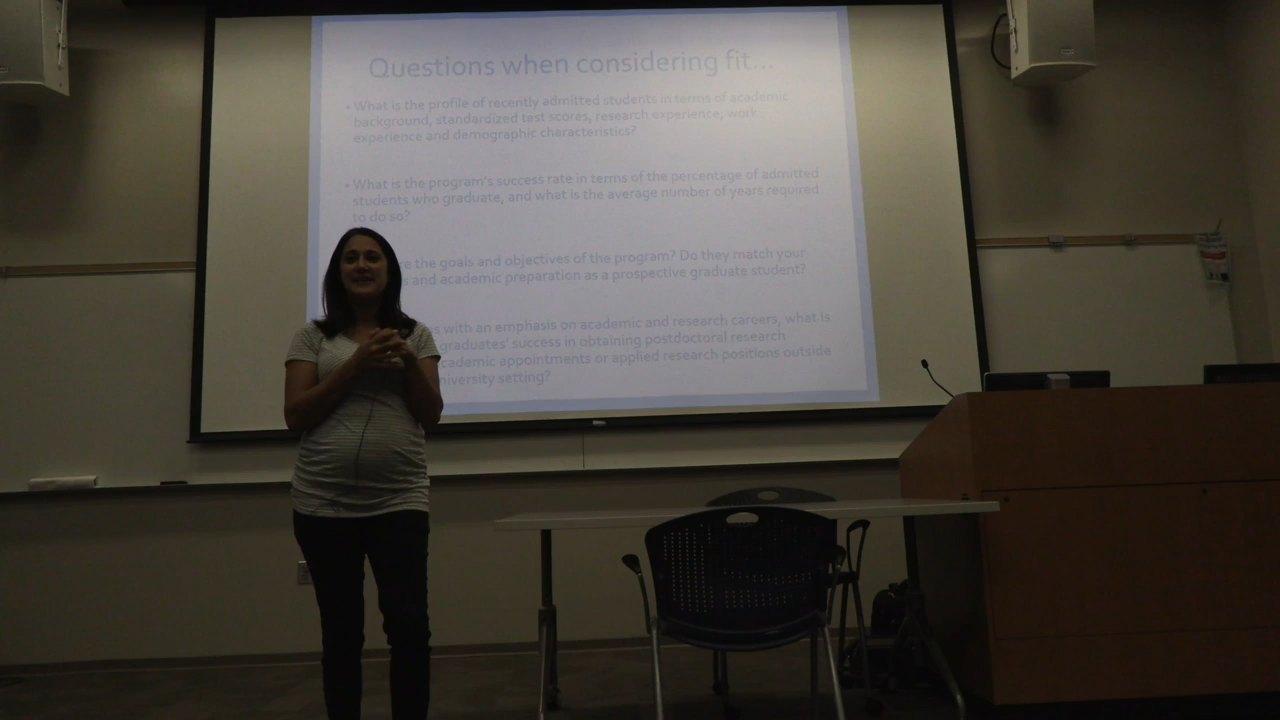 Questions when considering fit...
• What is the profile of recently admitted students in terms of academic
background, standardized test scores, research experience, work
experience and demographic characteristics?
• What is the program's success rate in terms of the percentage of admitted
students who graduate, and what is the average number of years required
to do so?
re the goals and objectives of the program? Do they match your
s and academic preparation as a prospective graduate student?
s with an emphasis on academic and research careers, what is
graduates' success in obtaining postdoctoral research
cademic appointments or applied research positions outside
niversity setting?